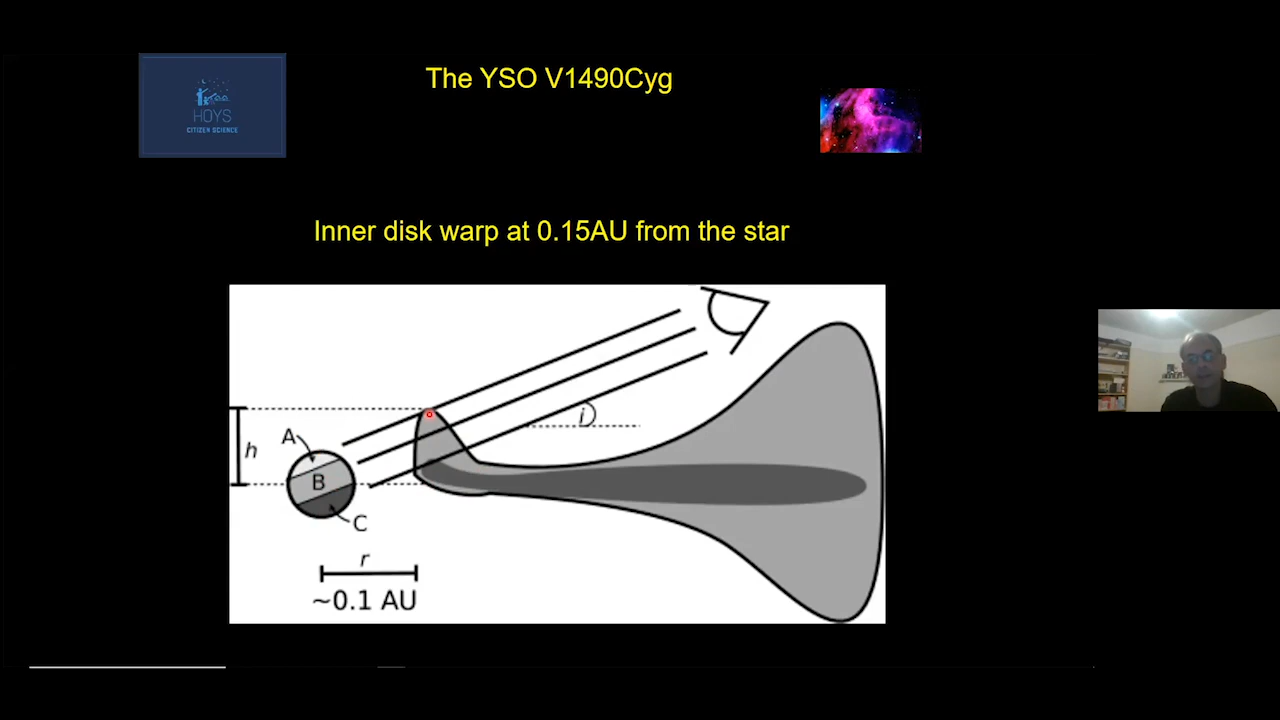 The YSO V1490Cyg
HOYS
CITIZEN SCIENCE
Inner disk warp at 0.15AU from the star
i
h
A
B
C
r
~0.1 AU